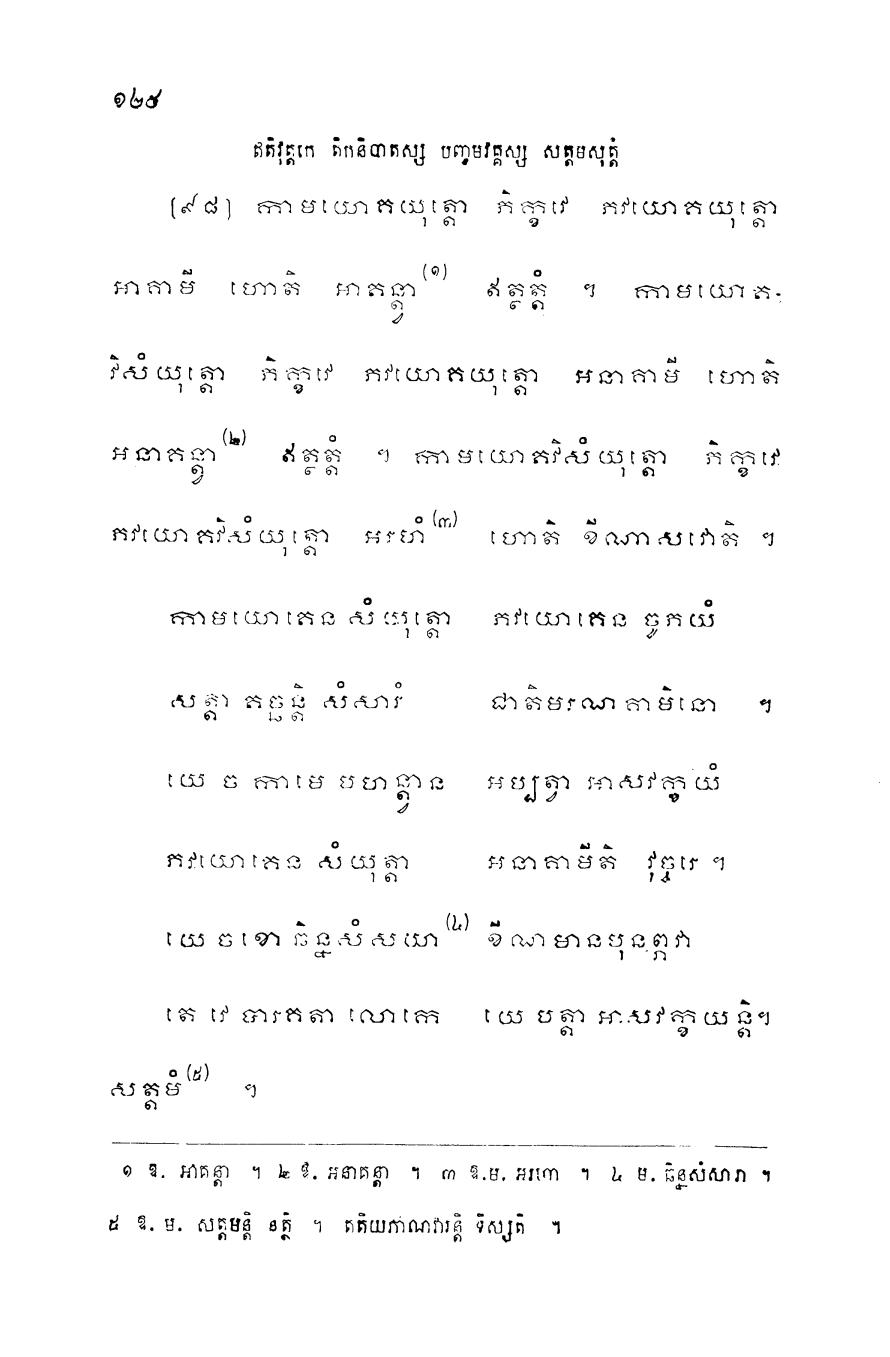 ១២៥
ឥតិវុត្តកេ តិកនិបាតស្ស បញ្ចមវគ្គស្ស សត្តមសុត្តំ
[៩៨] កាមយោគយុត្តោ ភិក្ខវេ ភវយោគយុត្តោ
អាគាមី ហោតិ អាគន្ត្វា(១) ឥត្ថត្តំ ។ កាមយោគ-
វិសំយុត្តោ ភិក្ខវេ ភវយោគយុត្តោ អនាគាមី ហោតិ
អនាគន្ត្វា(២) ឥត្ថត្តំ ។ កាមយោគវិសំយុត្តោ ភិក្ខវេ
ភវយោគវិសំយុត្តោ អរហំ(៣) ហោតិ ខីណាសវោតិ ។
កាមយោគេន សំយុត្តោ ភវយោគេន ចូភយំ
សត្តា គច្ឆន្តិ សំសារំ ជាតិមរណគាមិនោ ។
យេ ច កាមេ បហន្ត្វាន អប្បត្វា អាសវក្ខយំ
ភវយោគេន សំយុត្តា អនាគាមីតិ វុច្ចរេ ។
យេ ច ខោ ឆិន្នសំសយា(៤) ខីណមានបុនព្ភវា
តេ វេ បារគតា លោកេ យេ បត្តា អាសវក្ខយន្តិ។
សត្តមំ(៥) ។
១ ឱ. អាគន្តា ។ ២ ឱ. អនាគន្តា ។ ៣ ឱ.ម. អរហា ។ ៤ ម. ឆិន្នសំសារា ។
៥ ឱ. ម. សត្តមន្តិ នត្ថិ ។ តតិយភាណវារន្តិ ទិស្សតិ ។